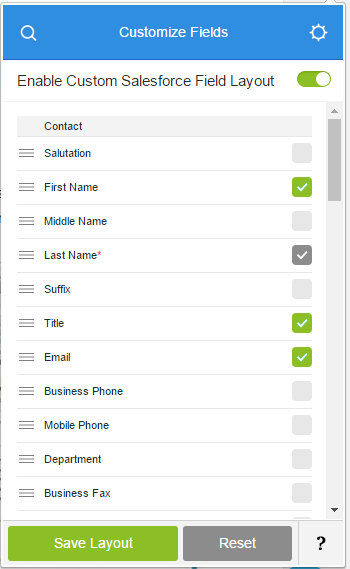 Customize Fields
Enable Custom Salesforce Field Layout
Contact
Salutation
First Name
Middle Name
Last Name*
Suffix
Title
Email
Business Phone
Mobile Phone
Department
Business Fax
Save Layout Reset ?